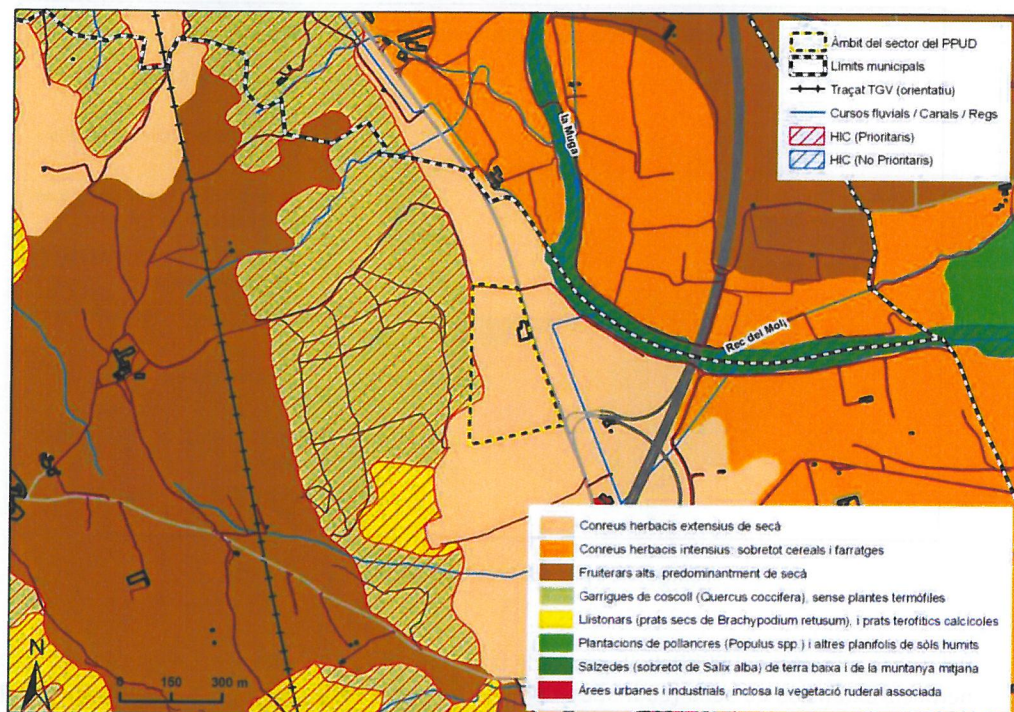 Àmbit del sector del PPUD
Límits municipals
Traçat TGV (orientatiu)
Cursos fluvials / Canals / Regs
HIC (Prioritaris)
HIC (No Prioritaris)
la Muga
Rec del Molí
Conreus herbacis extensius de secà
Conreus herbacis intensius: sobretot cereals i farratges
Fruiterars alts, predominantment de secà
Garrigues de coscoll (Quercus coccifera), sense plantes termòfiles
Llistonars (prats secs de Brachypodium retusum), i prats terofítics calcícoles
Plantacions de pollancres (Populus spp.) i altres planifolis de sòls humits
Salzedes (sobretot de Salix alba) de terra baixa i de la muntanya mitjana
Àrees urbanes i industrials, inclosa la vegetació ruderal associada
N
0 150 300 m